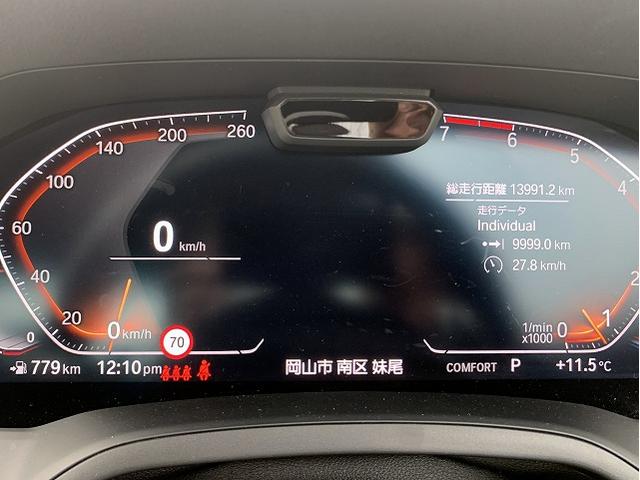 260
200
140
100
60
40
20
0
0 km/h
0 km/h
70
779 km
12:10 pm
岡山市 南区 妹尾
7
6
5
4
2
1
0
1/min
x1000
総走行距離 13991.2 km
走行データ
Individual
9999.0 km
27.8 km/h
COMFORT P
+11.5 °C